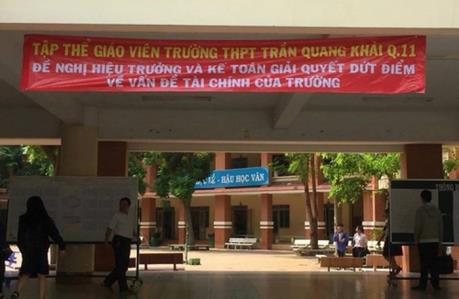 TẬP THỂ GIÁO VIÊN TRƯỜNG THPT TRẦN QUANG KHẢI Q.11
ĐỀ NGHỊ HIỆU TRƯỞNG VÀ KẾ TOÁN GIẢI QUYẾT DỨT ĐIỂM
VỀ VẤN ĐỀ TÀI CHÍNH CỦA TRƯỜNG
LỄ - HẬU HỌC VĂN
THÔNG